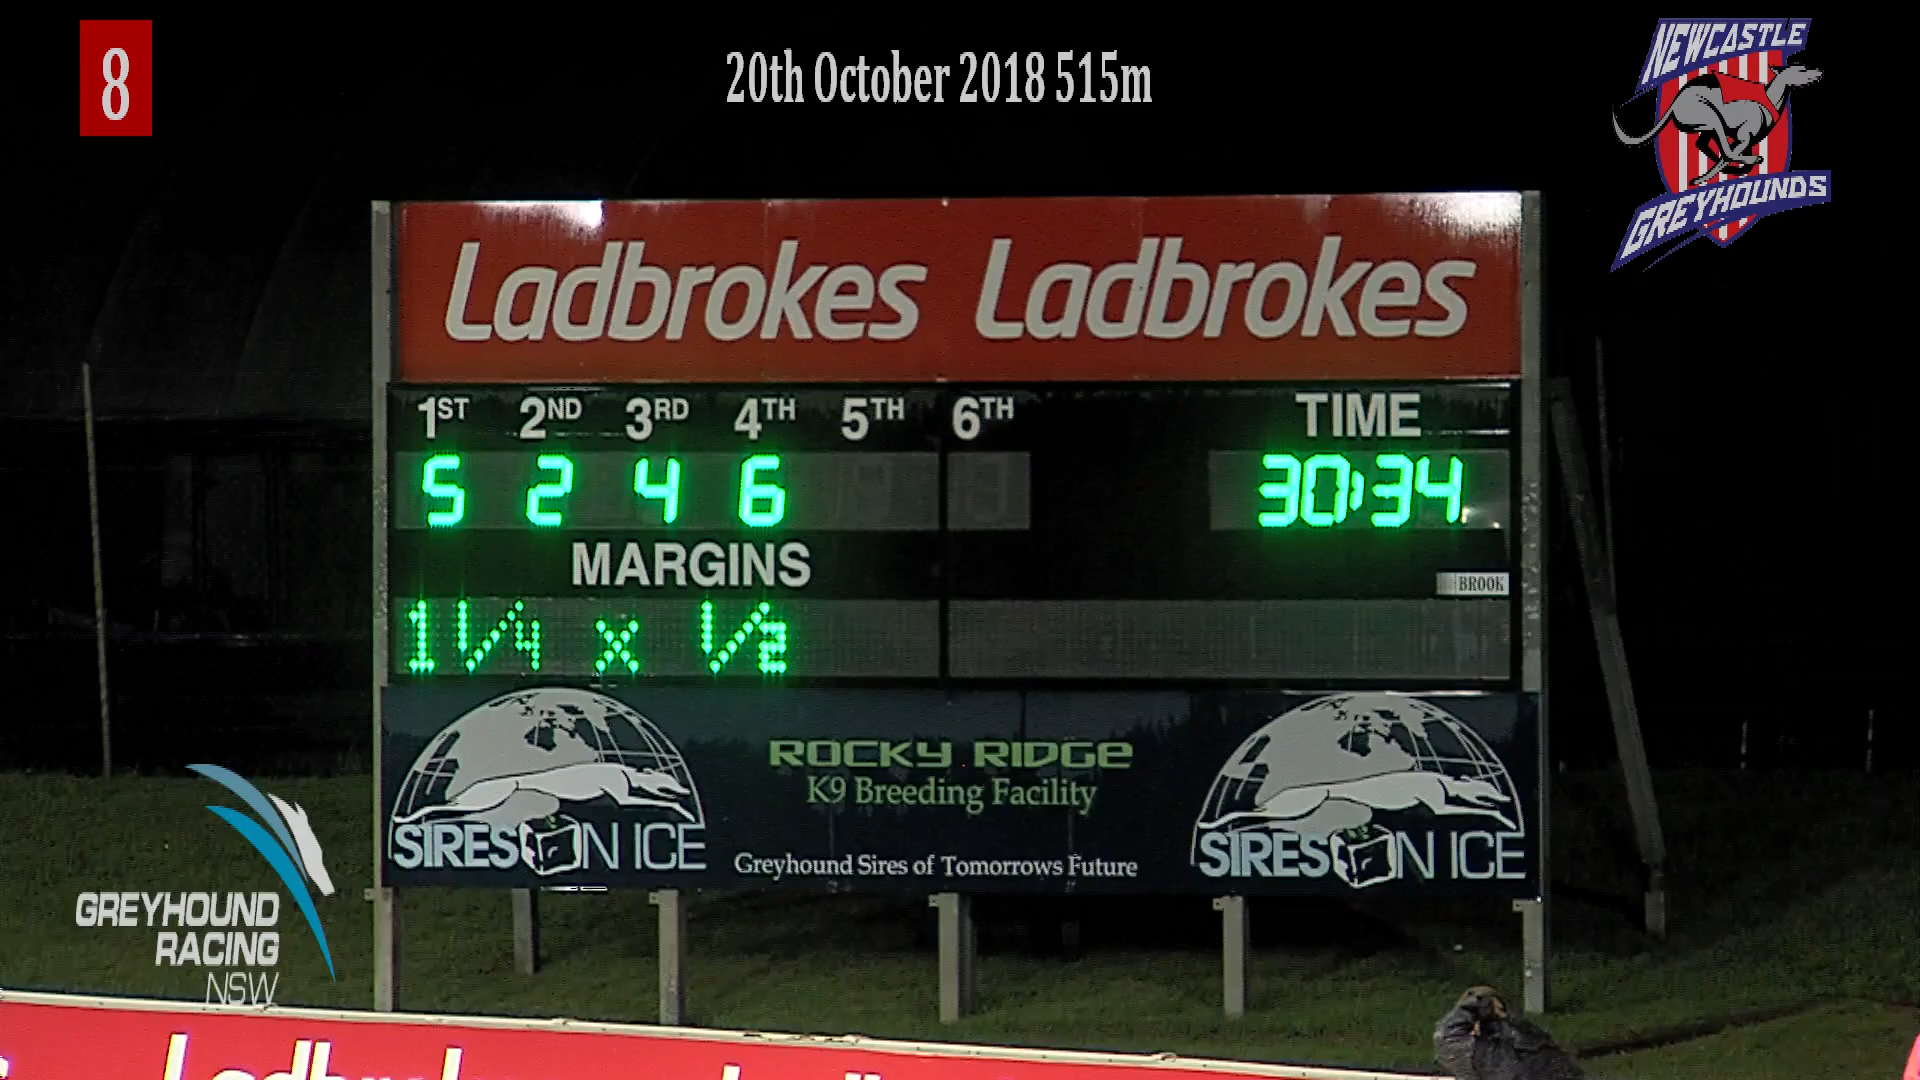 8
20th October 2018 515m
NEWCASTLE
GREYHOUNDS
Ladbrokes Ladbrokes
1ST 2ND 3RD 4TH 5TH 6TH TIME
5 2 4 6 30:34
MARGINS
BROOK
1 1/4 x 1/2
ROCKY RIDGE
K9 Breeding Facility
SIRES ON ICE
Greyhound Sires of Tomorrows Future
SIRES ON ICE
GREYHOUND
RACING
NSW